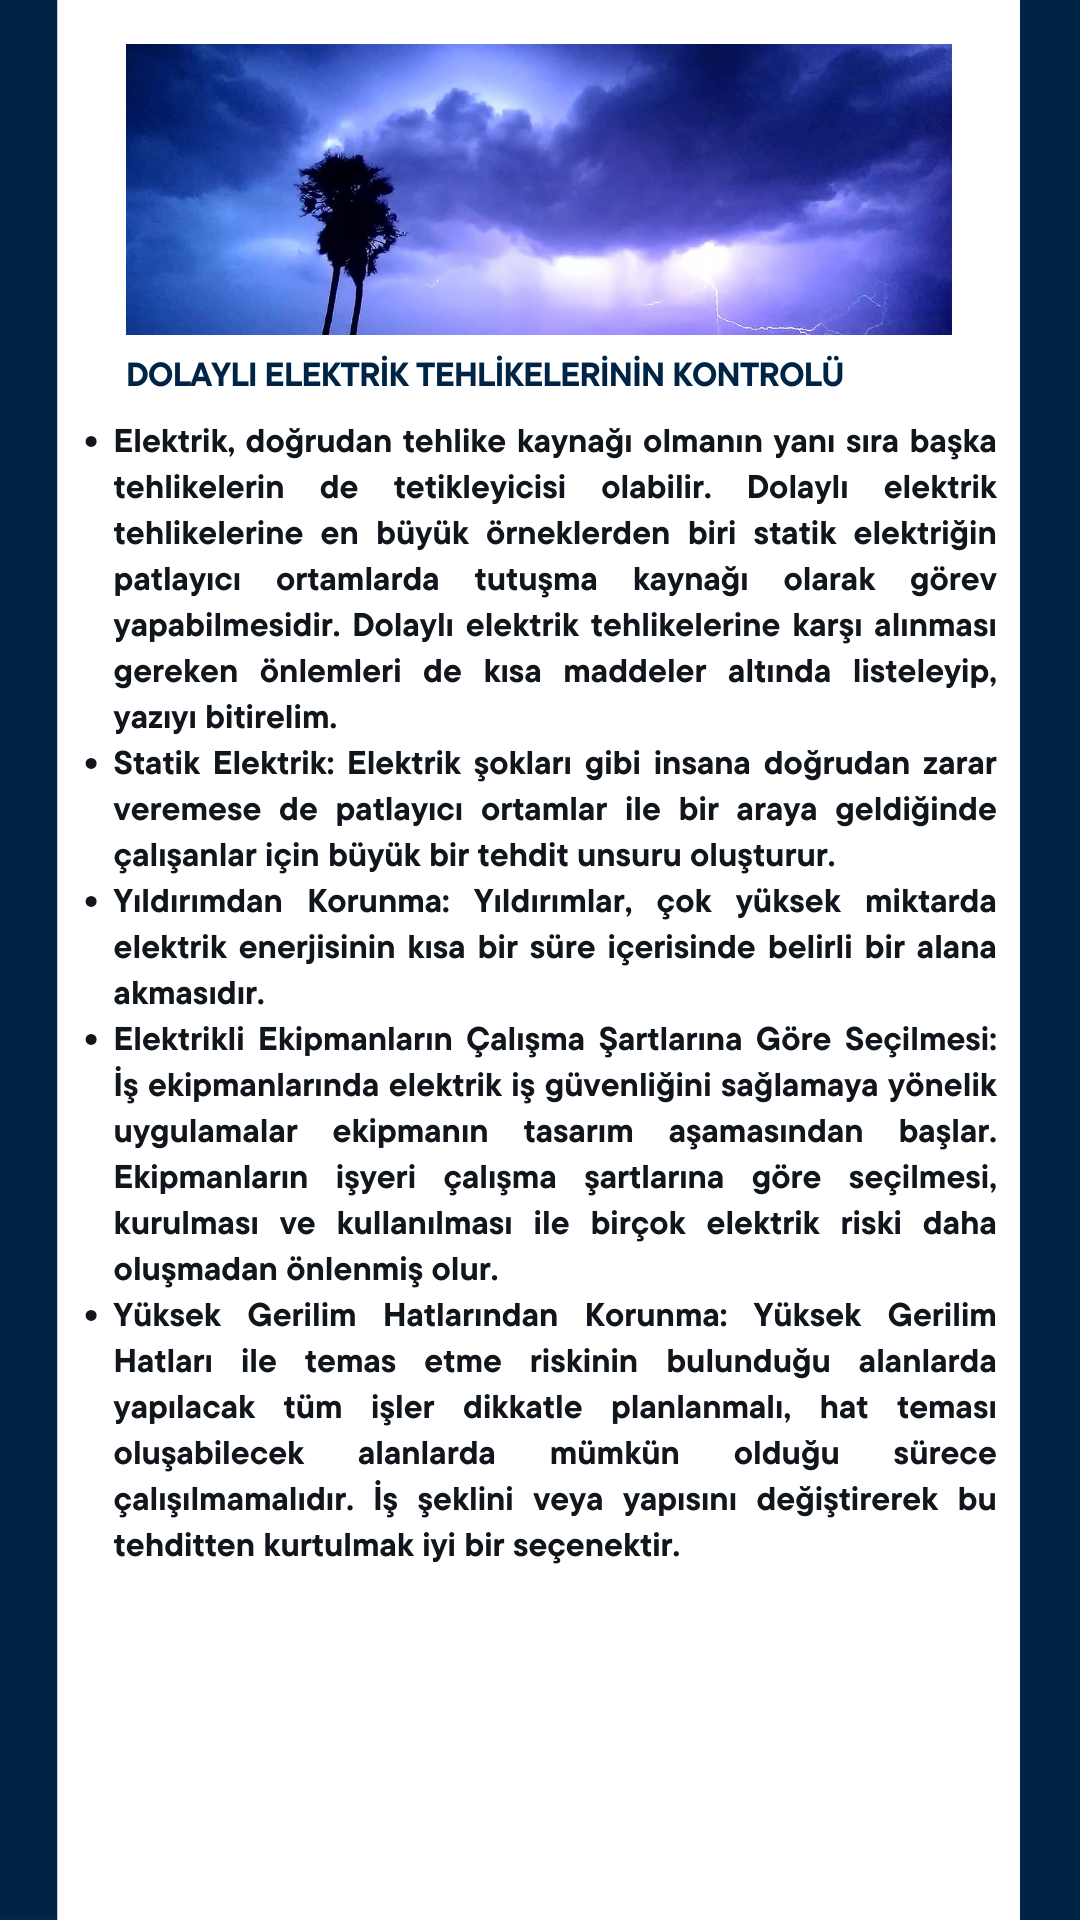 DOLAYLI ELEKTRİK TEHLİKELERİNİN KONTROLÜ
• Elektrik, doğrudan tehlike kaynağı olmanın yanı sıra başka
tehlikelerin de tetikleyicisi olabilir. Dolaylı elektrik
tehlikelerine en büyük örneklerden biri statik elektriğin
patlayıcı ortamlarda tutuşma kaynağı olarak görev
yapabilmesidir. Dolaylı elektrik tehlikelerine karşı alınması
gereken önlemleri de kısa maddeler altında listeleyip,
yazıyı bitirelim.
• Statik Elektrik: Elektrik şokları gibi insana doğrudan zarar
veremese de patlayıcı ortamlar ile bir araya geldiğinde
çalışanlar için büyük bir tehdit unsuru oluşturur.
• Yıldırımdan Korunma: Yıldırımlar, çok yüksek miktarda
elektrik enerjisinin kısa bir süre içerisinde belirli bir alana
akmasıdır.
• Elektrikli Ekipmanların Çalışma Şartlarına Göre Seçilmesi:
İş ekipmanlarında elektrik iş güvenliğini sağlamaya yönelik
uygulamalar ekipmanın tasarım aşamasından başlar.
Ekipmanların işyeri çalışma şartlarına göre seçilmesi,
kurulması ve kullanılması ile birçok elektrik riski daha
oluşmadan önlenmiş olur.
• Yüksek Gerilim Hatlarından Korunma: Yüksek Gerilim
Hatları ile temas etme riskinin bulunduğu alanlarda
yapılacak tüm işler dikkatle planlanmalı, hat teması
oluşabilecek alanlarda mümkün olduğu sürece
çalışılmamalıdır. İş şeklini veya yapısını değiştirerek bu
tehditten kurtulmak iyi bir seçenektir.